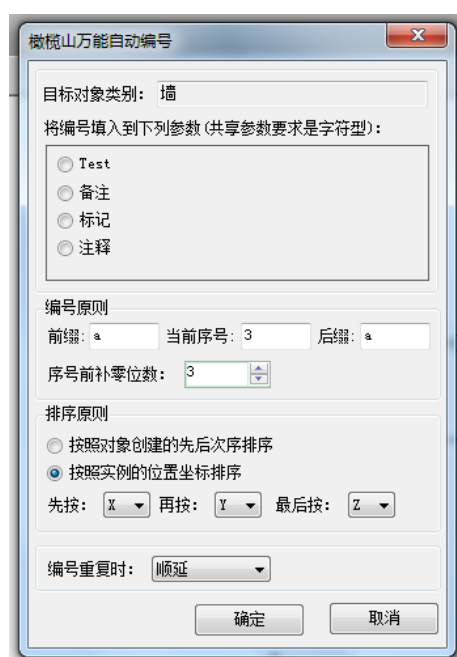 橄榄山万能自动编号
目标对象类别: 墙
将编号填入到下列参数(共享参数要求是字符型):
Test
备注
标记
注释
编号原则
前缀: a 当前序号: 3 后缀: a
序号前补零位数: 3
排序原则
按照对象创建的先后次序排序
按照实例的位置坐标排序
先按: X 再按: Y 最后按: Z
编号重复时: 顺延
确定 取消